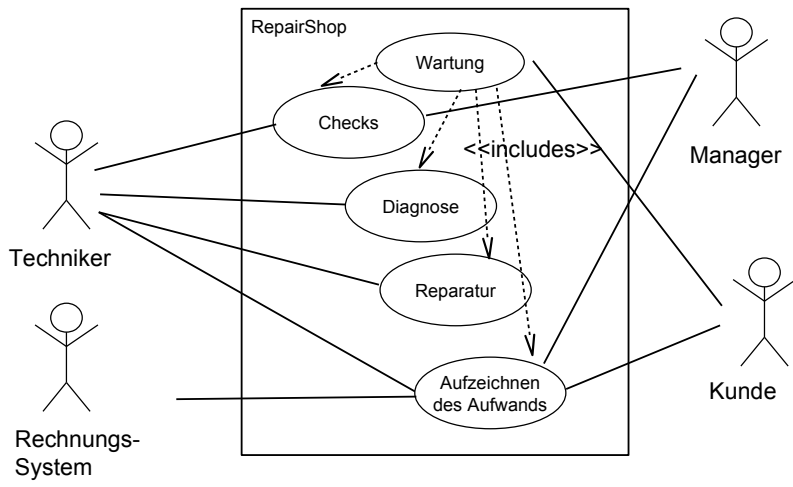 RepairShop
Wartung
Checks
<<includes>>
Manager
Diagnose
Techniker
Reparatur
Aufzeichnen
des Aufwands
Kunde
Rechnungs-
System